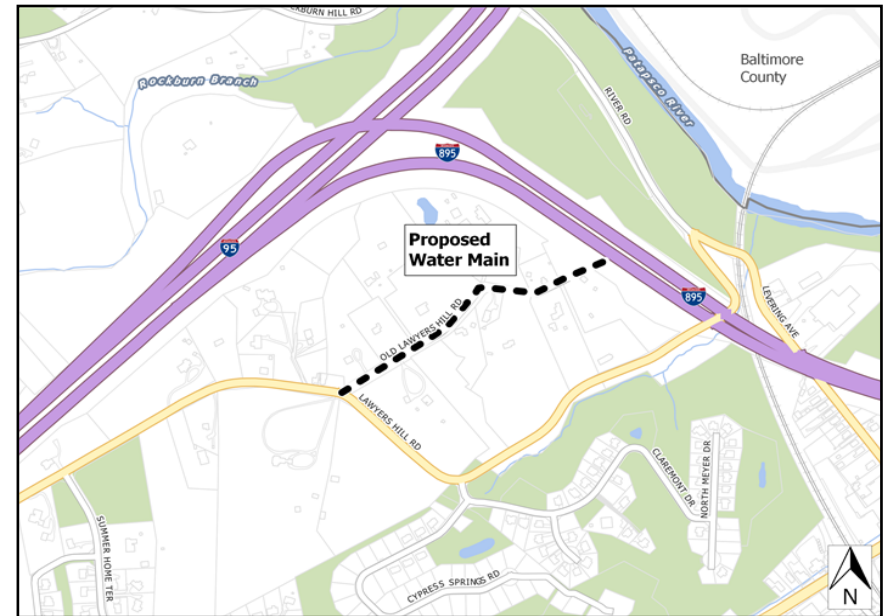 CKBURN HILL RD
Rockburn Branch
Patapsco River
Baltimore
County
RIVER RD
895
95
Proposed
Water Main
895
LEVERING AVE
OLD LAWYERS HILL RD
LAWYERS HILL RD
CLAREMONT DR
NORTH MEYER DR
SUMMER HOME TER
CYPRESS SPRINGS RD
N